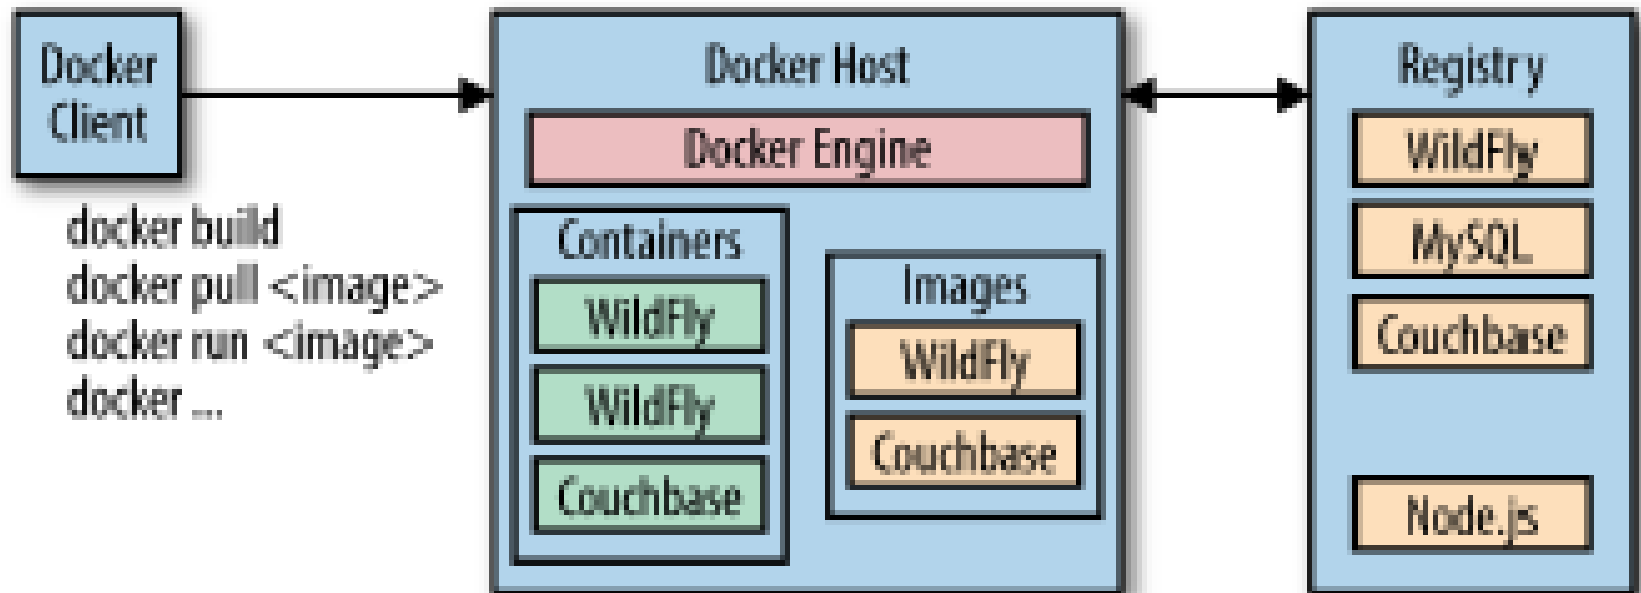 Docker
Client
docker build
docker pull <image>
docker run <image>
docker ...
Docker Host
Docker Engine
Containers
WildFly
WildFly
Couchbase
Images
WildFly
Couchbase
Registry
WildFly
MySQL
Couchbase
Node.js